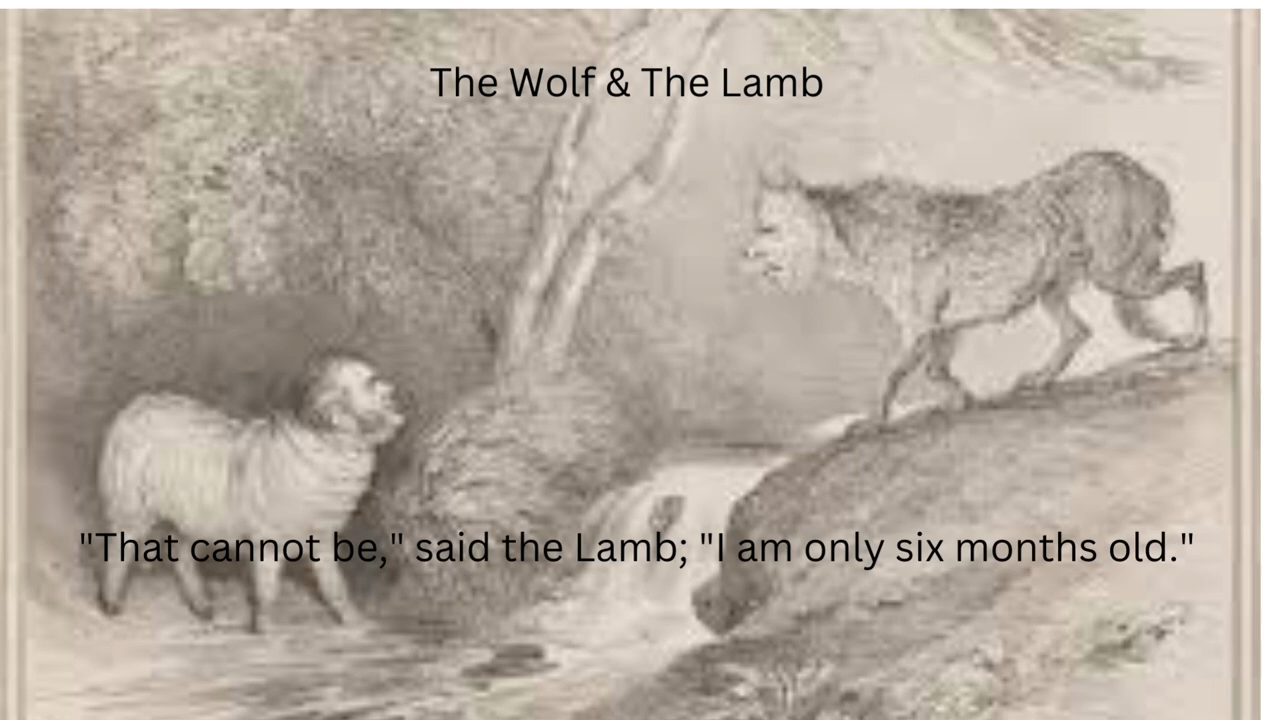 The Wolf & The Lamb
"That cannot be," said the Lamb; "I am only six months old."